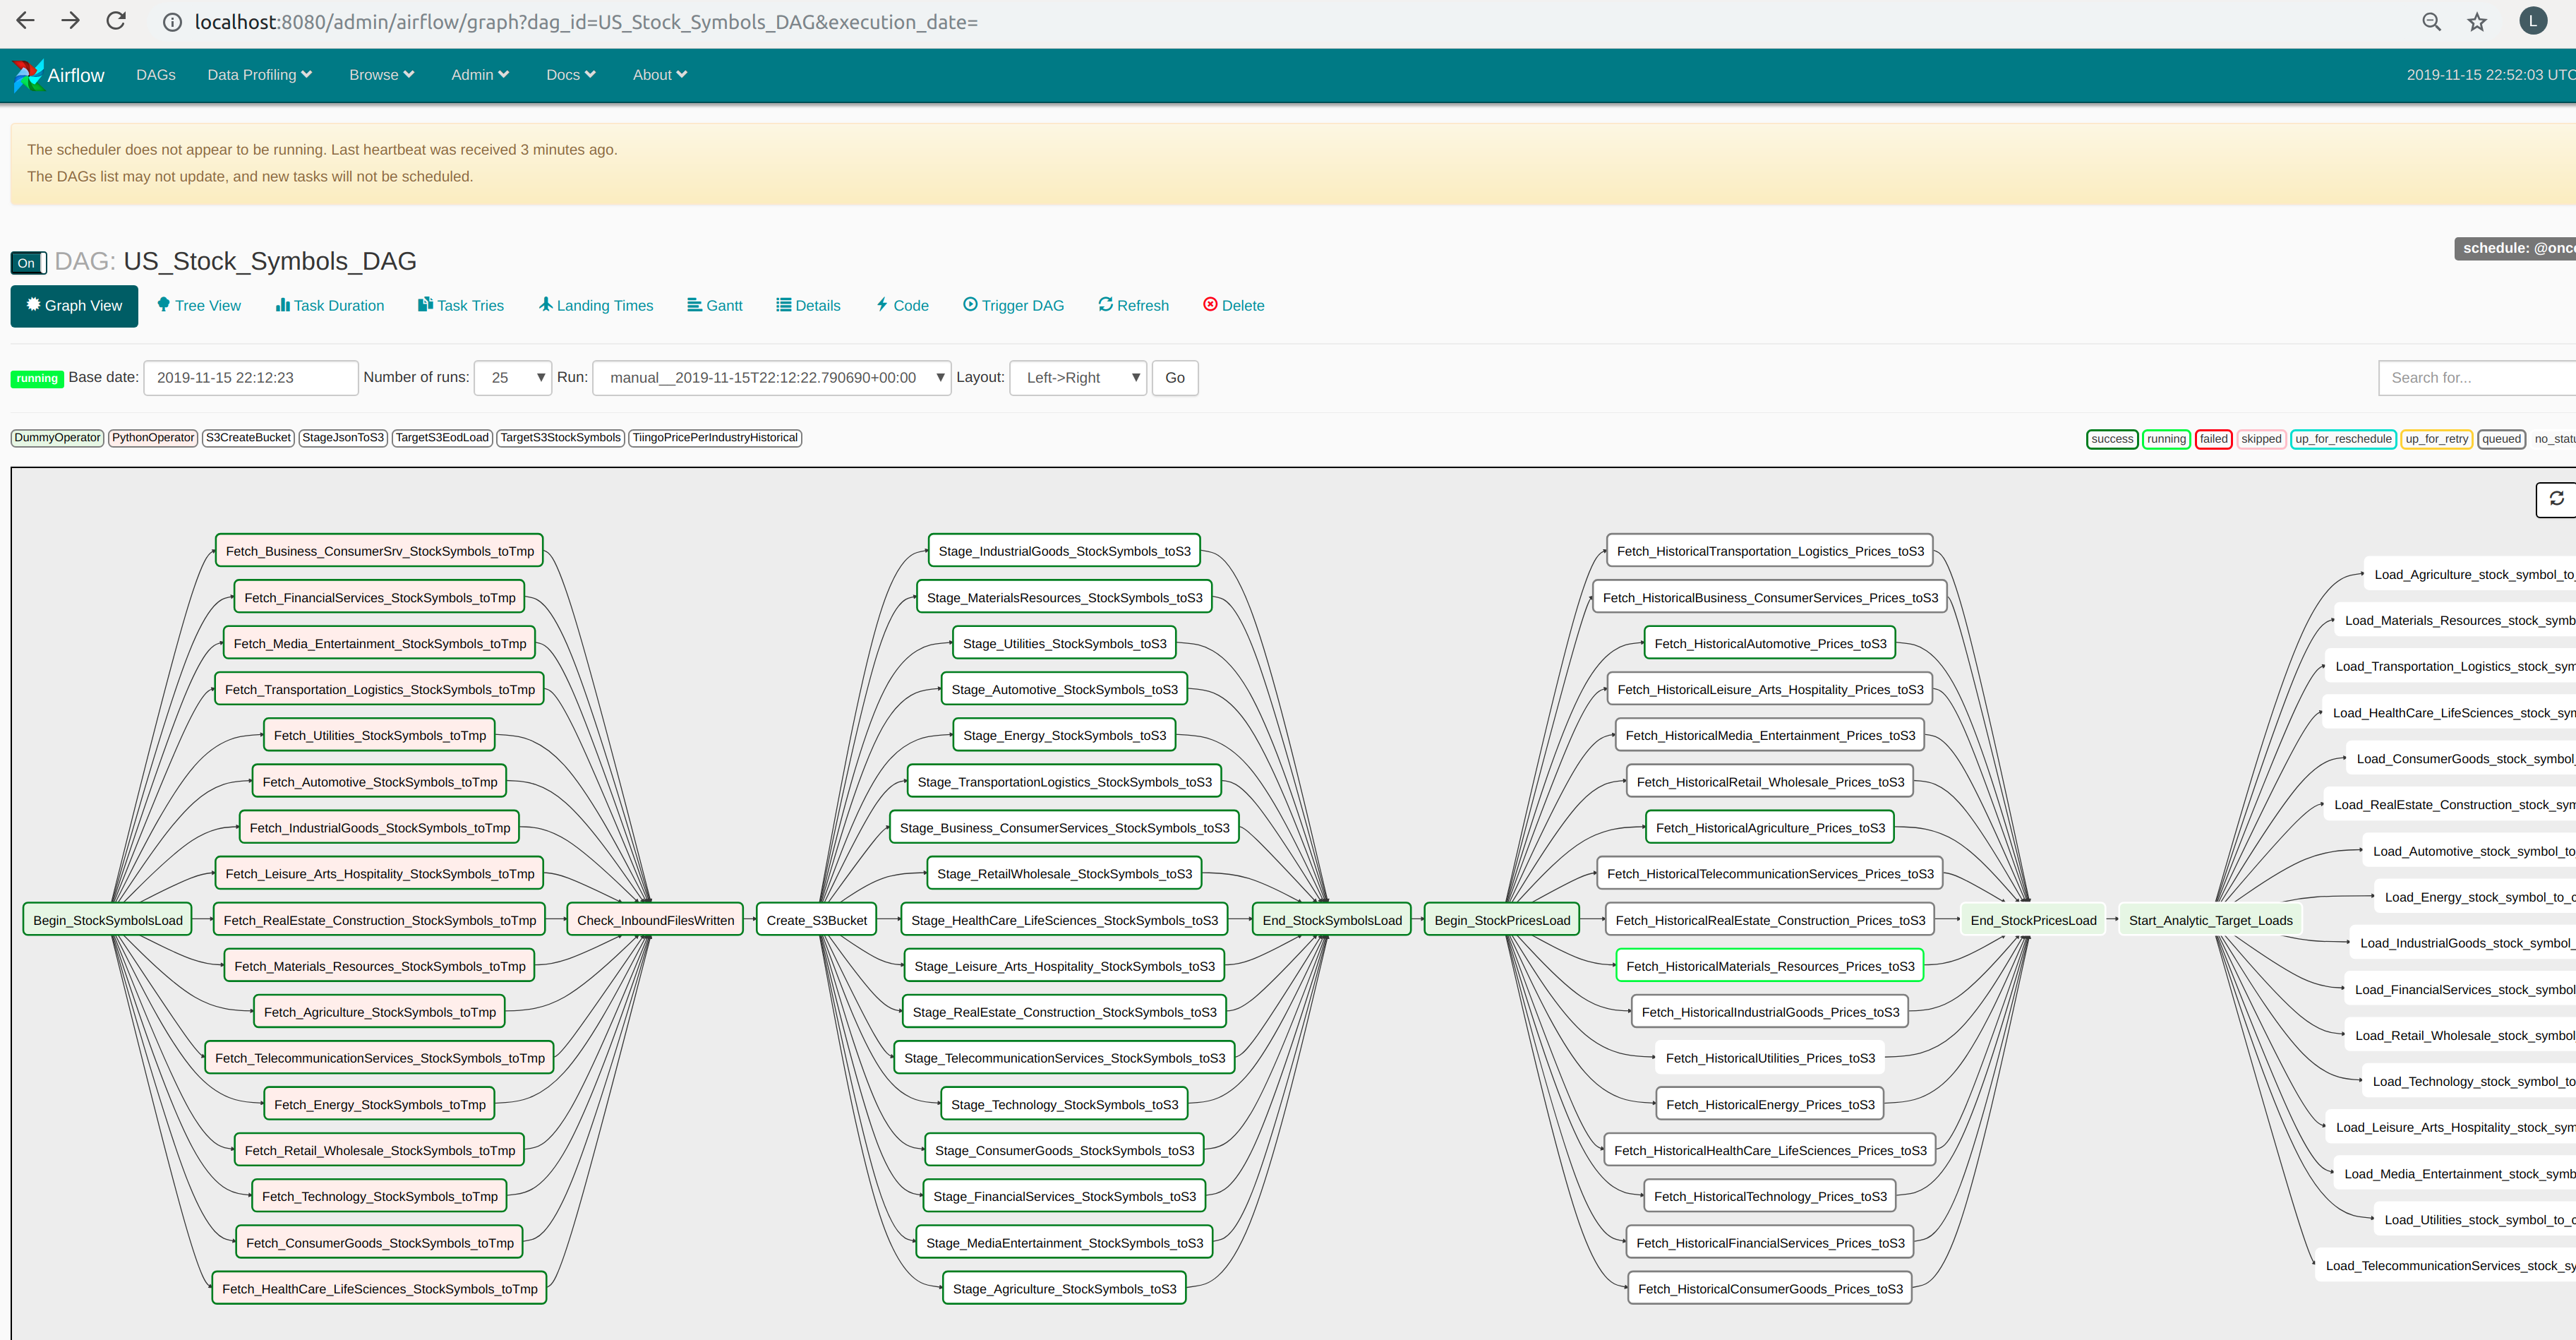 localhost:8080/admin/airflow/graph?dag_id=US_Stock_Symbols_DAG&execution_date=
L
Airflow DAGs Data Profiling Browse Admin Docs About 2019-11-15 22:52:03 UTC
The scheduler does not appear to be running. Last heartbeat was received 3 minutes ago.
The DAGs list may not update, and new tasks will not be scheduled.
On DAG: US_Stock_Symbols_DAG schedule: @once
Graph View Tree View Task Duration Task Tries Landing Times Gantt Details Code Trigger DAG Refresh Delete
running Base date: 2019-11-15 22:12:23 Number of runs: 25 Run: manual__2019-11-15T22:12:22.790690+00:00 Layout: Left->Right Go Search for...
DummyOperator PythonOperator S3CreateBucket StageJsonToS3 TargetS3EodLoad TargetS3StockSymbols TiingoPricePerIndustryHistorical
success running failed skipped up_for_reschedule up_for_retry queued no_statu
Begin_StockSymbolsLoad
Fetch_Business_ConsumerSrv_StockSymbols_toTmp
Fetch_FinancialServices_StockSymbols_toTmp
Fetch_Media_Entertainment_StockSymbols_toTmp
Fetch_Transportation_Logistics_StockSymbols_toTmp
Fetch_Utilities_StockSymbols_toTmp
Fetch_Automotive_StockSymbols_toTmp
Fetch_IndustrialGoods_StockSymbols_toTmp
Fetch_Leisure_Arts_Hospitality_StockSymbols_toTmp
Fetch_RealEstate_Construction_StockSymbols_toTmp
Fetch_Materials_Resources_StockSymbols_toTmp
Fetch_Agriculture_StockSymbols_toTmp
Fetch_TelecommunicationServices_StockSymbols_toTmp
Fetch_Energy_StockSymbols_toTmp
Fetch_Retail_Wholesale_StockSymbols_toTmp
Fetch_Technology_StockSymbols_toTmp
Fetch_ConsumerGoods_StockSymbols_toTmp
Fetch_HealthCare_LifeSciences_StockSymbols_toTmp
Check_InboundFilesWritten
Create_S3Bucket
Stage_IndustrialGoods_StockSymbols_toS3
Stage_MaterialsResources_StockSymbols_toS3
Stage_Utilities_StockSymbols_toS3
Stage_Automotive_StockSymbols_toS3
Stage_Energy_StockSymbols_toS3
Stage_TransportationLogistics_StockSymbols_toS3
Stage_Business_ConsumerServices_StockSymbols_toS3
Stage_RetailWholesale_StockSymbols_toS3
Stage_HealthCare_LifeSciences_StockSymbols_toS3
Stage_Leisure_Arts_Hospitality_StockSymbols_toS3
Stage_RealEstate_Construction_StockSymbols_toS3
Stage_TelecommunicationServices_StockSymbols_toS3
Stage_Technology_StockSymbols_toS3
Stage_ConsumerGoods_StockSymbols_toS3
Stage_FinancialServices_StockSymbols_toS3
Stage_MediaEntertainment_StockSymbols_toS3
Stage_Agriculture_StockSymbols_toS3
End_StockSymbolsLoad
Begin_StockPricesLoad
Fetch_HistoricalTransportation_Logistics_Prices_toS3
Fetch_HistoricalBusiness_ConsumerServices_Prices_toS3
Fetch_HistoricalAutomotive_Prices_toS3
Fetch_HistoricalLeisure_Arts_Hospitality_Prices_toS3
Fetch_HistoricalMedia_Entertainment_Prices_toS3
Fetch_HistoricalRetail_Wholesale_Prices_toS3
Fetch_HistoricalAgriculture_Prices_toS3
Fetch_HistoricalTelecommunicationServices_Prices_toS3
Fetch_HistoricalRealEstate_Construction_Prices_toS3
Fetch_HistoricalMaterials_Resources_Prices_toS3
Fetch_HistoricalIndustrialGoods_Prices_toS3
Fetch_HistoricalUtilities_Prices_toS3
Fetch_HistoricalEnergy_Prices_toS3
Fetch_HistoricalHealthCare_LifeSciences_Prices_toS3
Fetch_HistoricalTechnology_Prices_toS3
Fetch_HistoricalFinancialServices_Prices_toS3
Fetch_HistoricalConsumerGoods_Prices_toS3
End_StockPricesLoad
Start_Analytic_Target_Loads
Load_Agriculture_stock_symbol_to_
Load_Materials_Resources_stock_symb
Load_Transportation_Logistics_stock_sym
Load_HealthCare_LifeSciences_stock_sym
Load_ConsumerGoods_stock_symbol_
Load_RealEstate_Construction_stock_sym
Load_Automotive_stock_symbol_to
Load_Energy_stock_symbol_to_c
Load_IndustrialGoods_stock_symbol_
Load_FinancialServices_stock_symbol
Load_Retail_Wholesale_stock_symbol
Load_Technology_stock_symbol_to
Load_Leisure_Arts_Hospitality_stock_sym
Load_Media_Entertainment_stock_symb
Load_Utilities_stock_symbol_to_c
Load_TelecommunicationServices_stock_sy